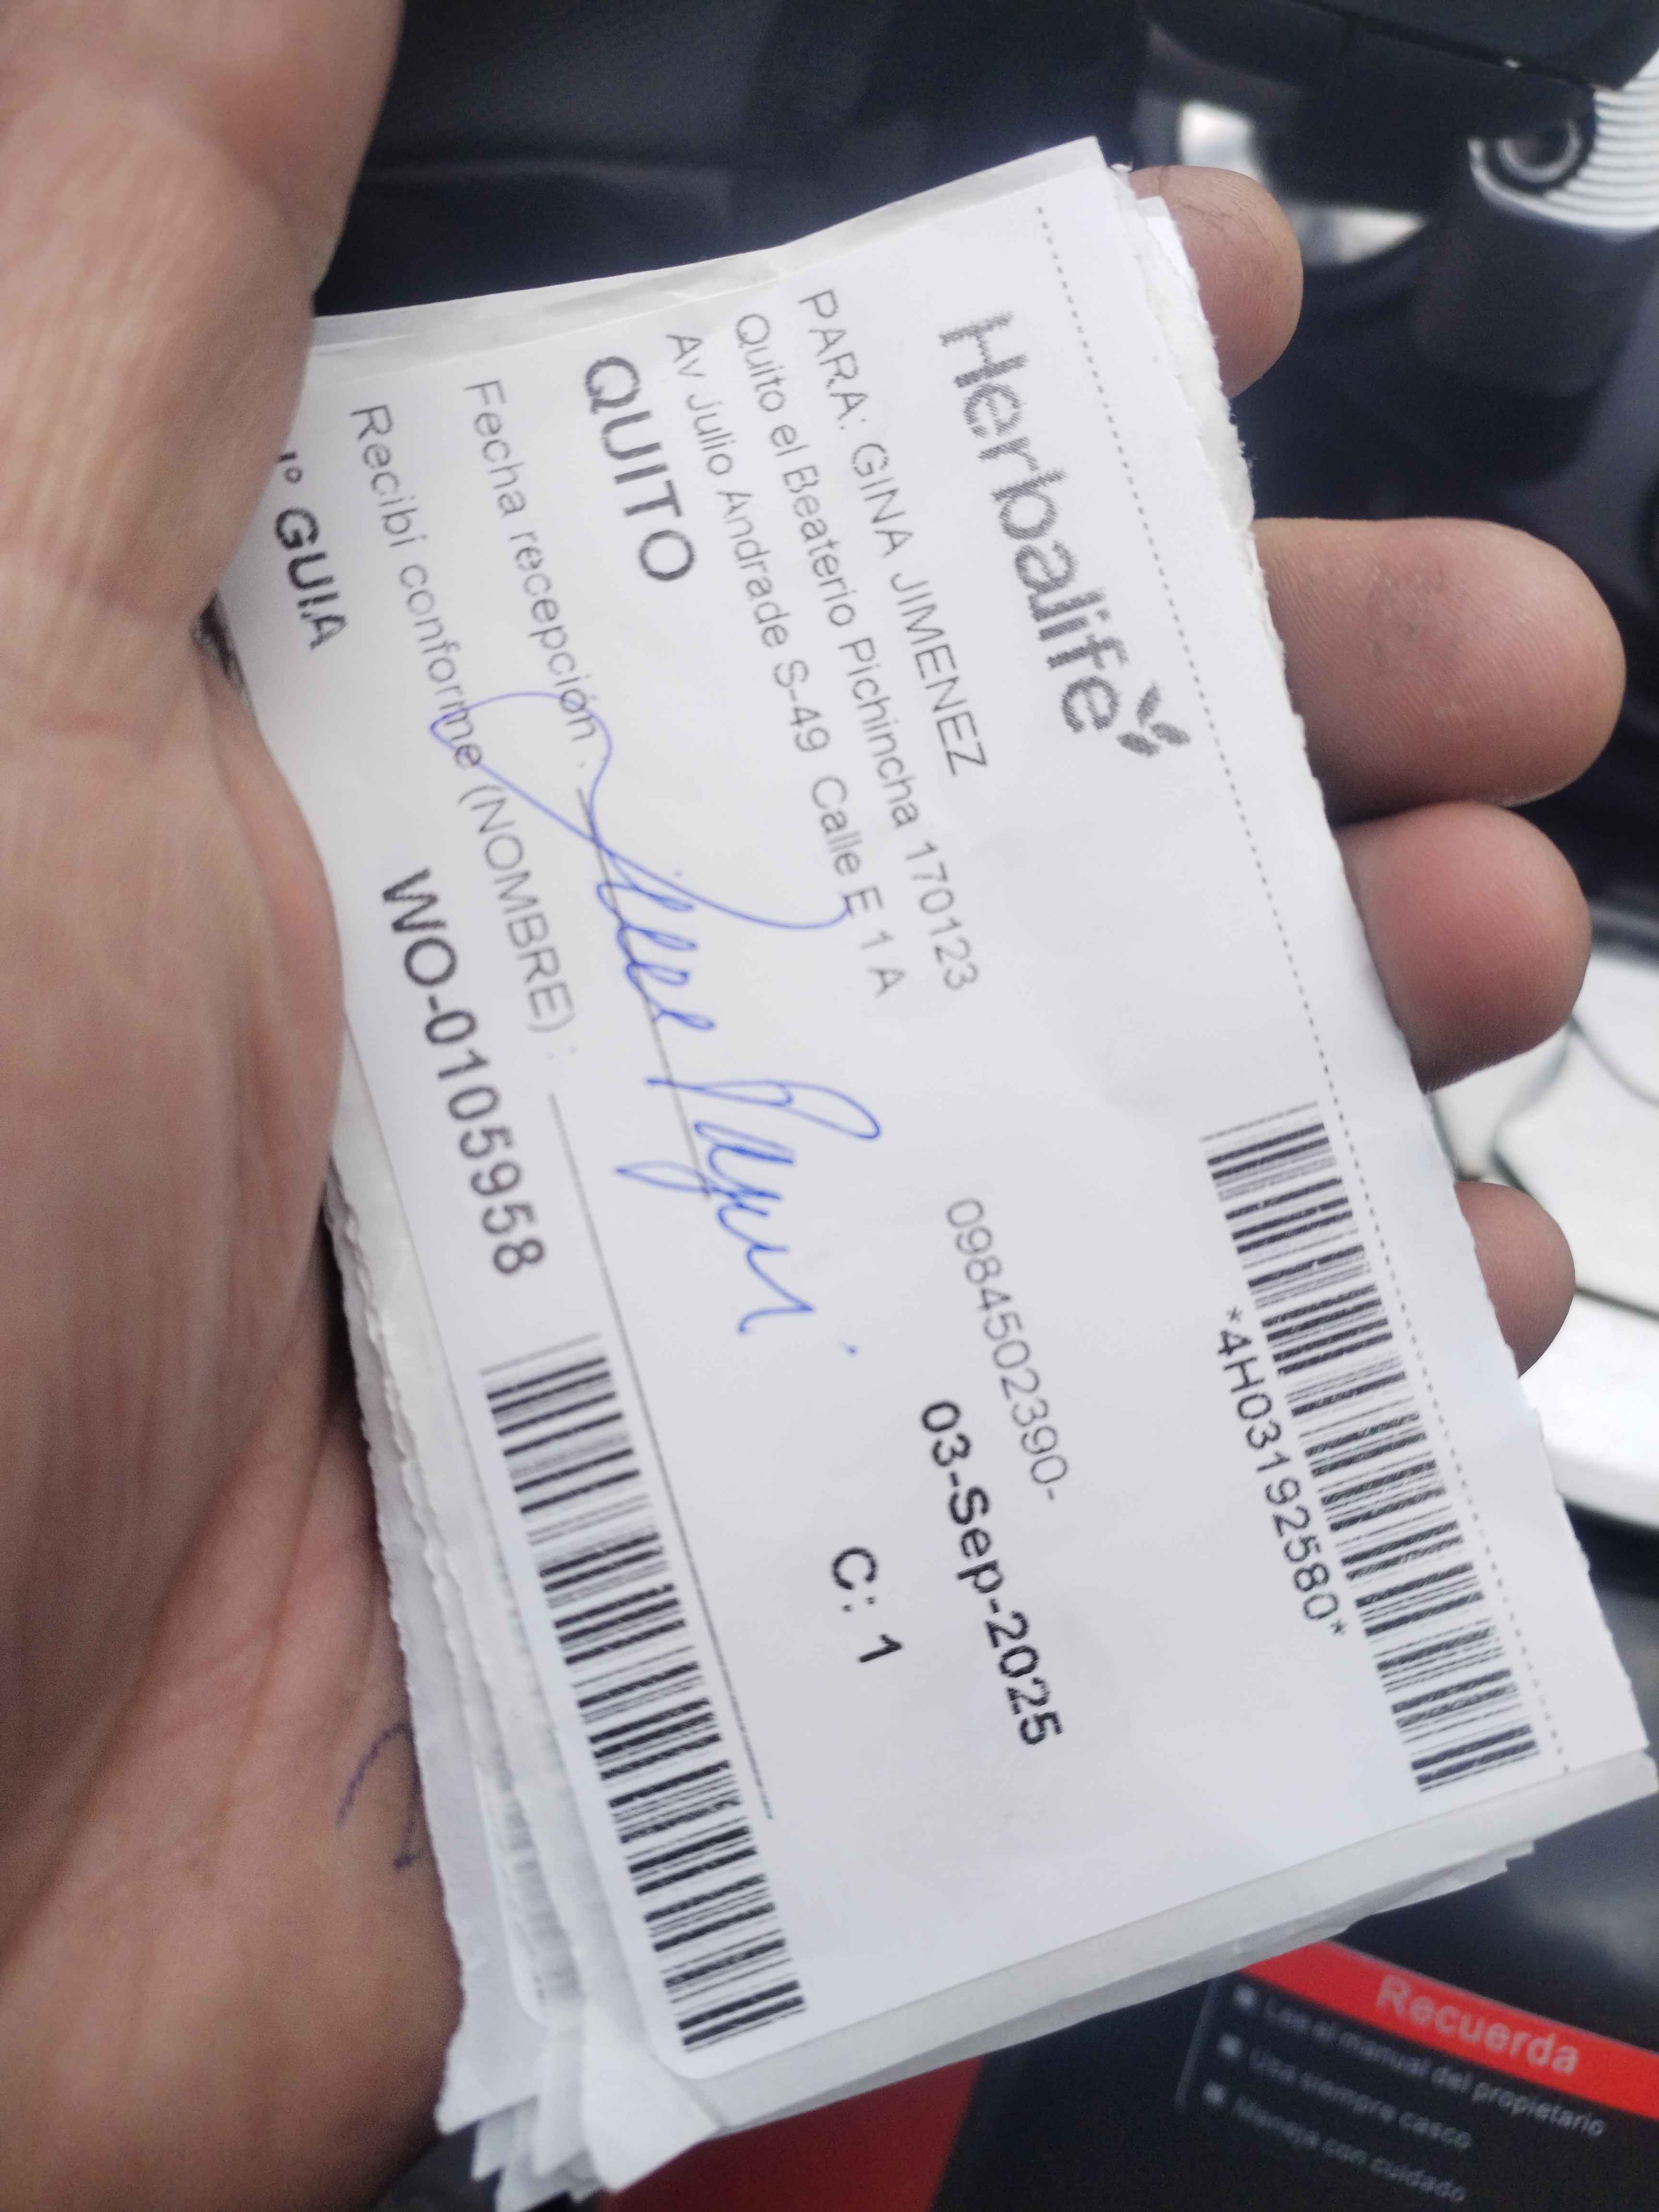 Herbalife
*4H03192580*
PARA: GINA JIMENEZ
Quito el Beaterio Pichincha 170123
0984502390-
Av Julio Andrade S-49 Calle E 1 A
03-Sep-2025
QUITO
C: 1
Fecha recepción :
Recibí conforme (NOMBRE) :
º GUIA
WO-0105958
Recuerda
Lee el manual del propietario
Usa siempre casco
Maneja con cuidado